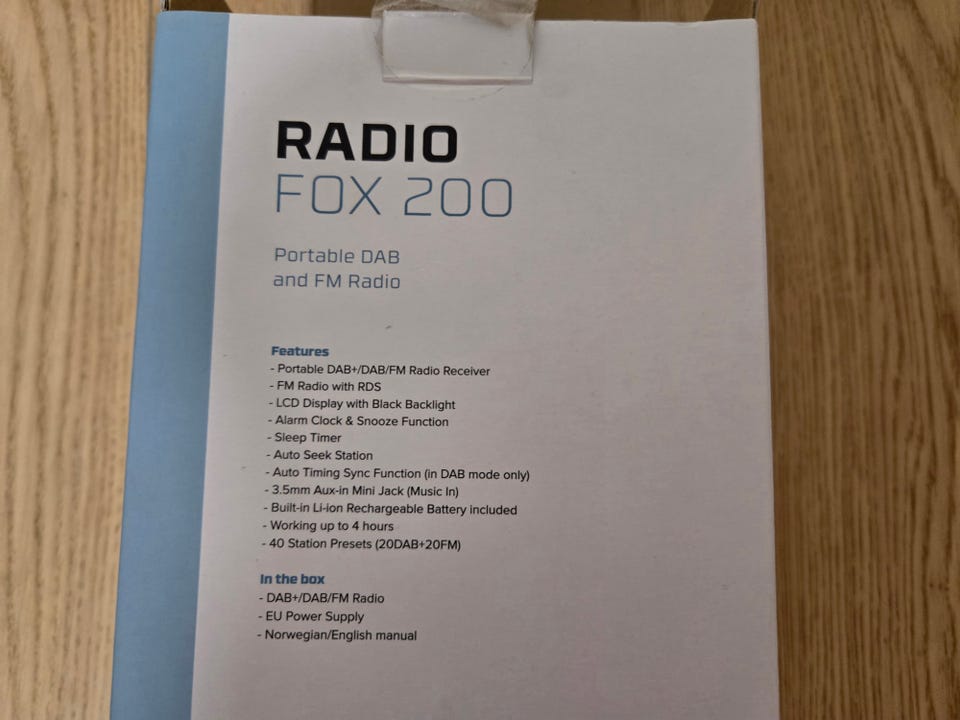 RADIO
FOX 200
Portable DAB
and FM Radio
Features
- Portable DAB+/DAB/FM Radio Receiver
- FM Radio with RDS
- LCD Display with Black Backlight
- Alarm Clock & Snooze Function
- Sleep Timer
- Auto Seek Station
- Auto Timing Sync Function (in DAB mode only)
- 3.5mm Aux-in Mini Jack (Music In)
- Built-in Li-ion Rechargeable Battery included
- Working up to 4 hours
- 40 Station Presets (20DAB+20FM)
In the box
- DAB+/DAB/FM Radio
- EU Power Supply
- Norwegian/English manual